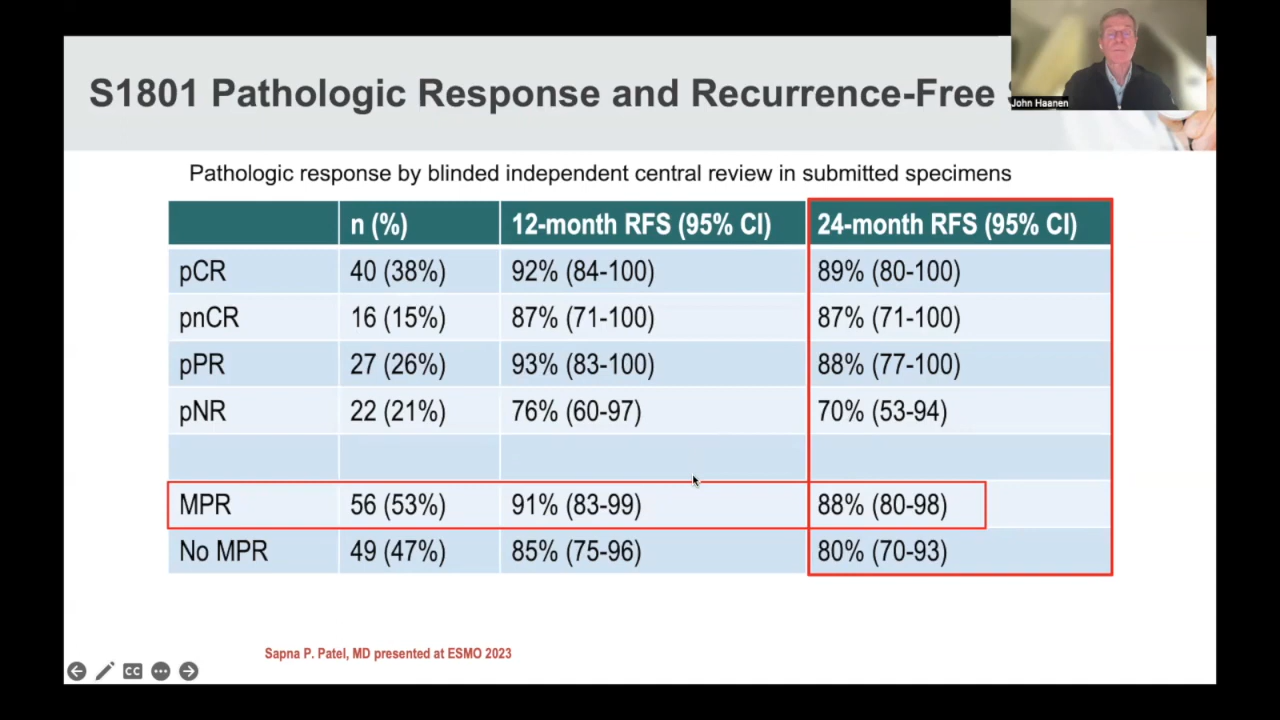 S1801 Pathologic Response and Recurrence-Free
John Haanen
Pathologic response by blinded independent central review in submitted specimens
n (%) 12-month RFS (95% CI) 24-month RFS (95% CI)
pCR 40 (38%) 92% (84-100) 89% (80-100)
pnCR 16 (15%) 87% (71-100) 87% (71-100)
pPR 27 (26%) 93% (83-100) 88% (77-100)
pNR 22 (21%) 76% (60-97) 70% (53-94)
MPR 56 (53%) 91% (83-99) 88% (80-98)
No MPR 49 (47%) 85% (75-96) 80% (70-93)
Sapna P. Patel, MD presented at ESMO 2023
CC